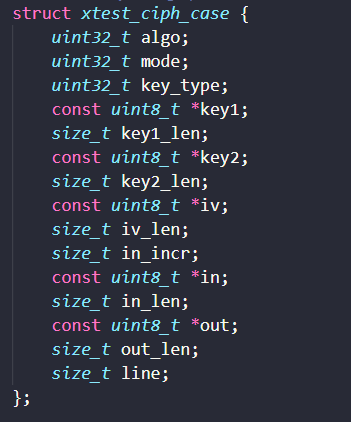 struct xtest_ciph_case {
    uint32_t algo;
    uint32_t mode;
    uint32_t key_type;
    const uint8_t *key1;
    size_t key1_len;
    const uint8_t *key2;
    size_t key2_len;
    const uint8_t *iv;
    size_t iv_len;
    size_t in_incr;
    const uint8_t *in;
    size_t in_len;
    const uint8_t *out;
    size_t out_len;
    size_t line;
};